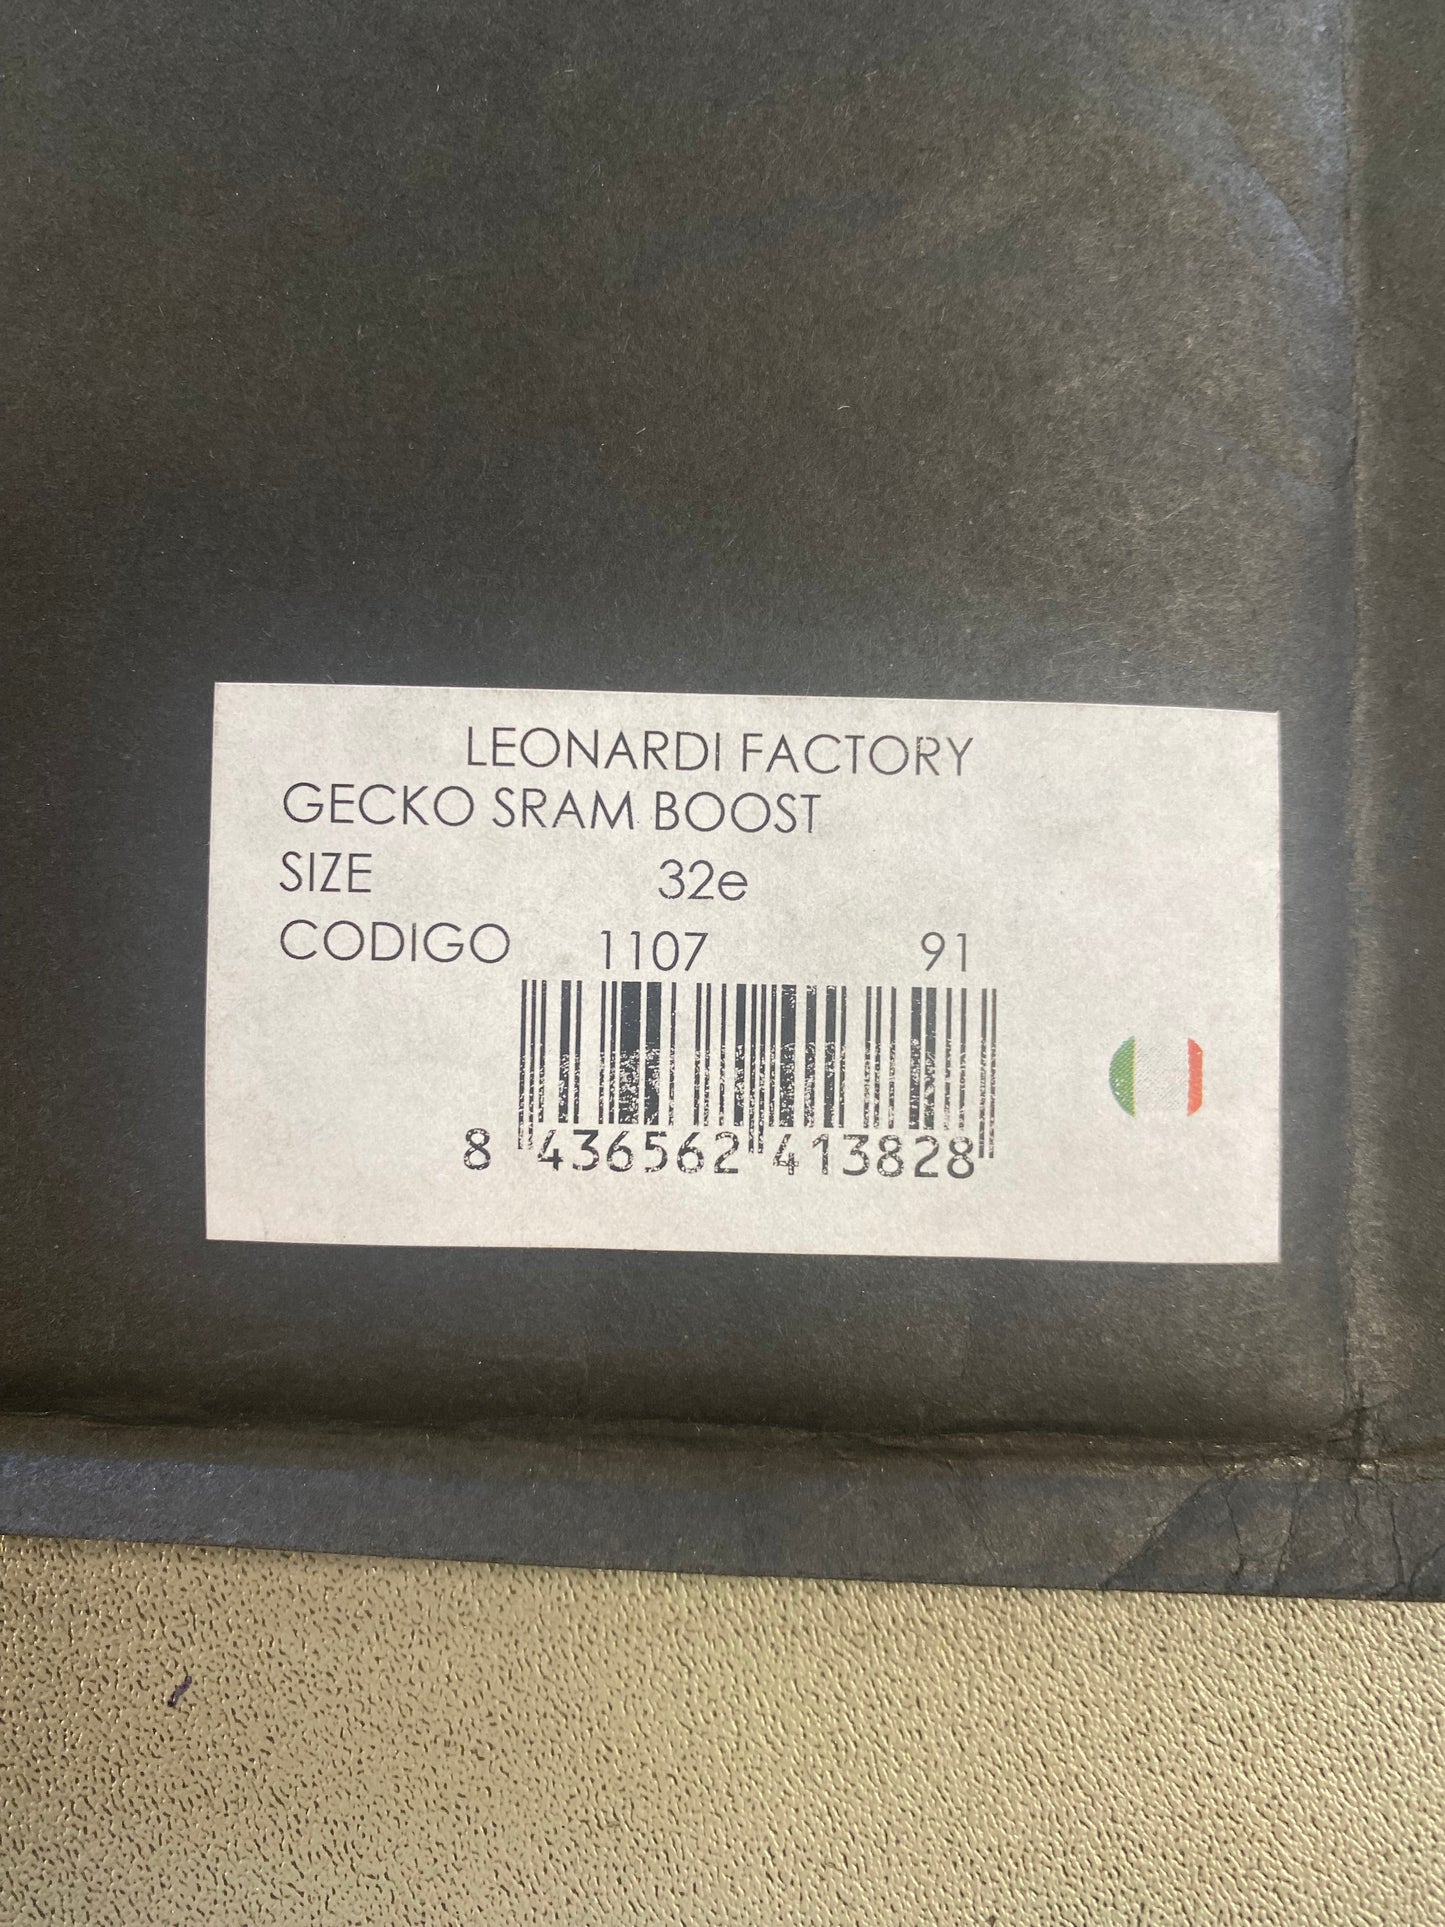 LEONARDI FACTORY
GECKO SRAM BOOST
SIZE 32e
CODIGO 1107 91
8 436562 413828